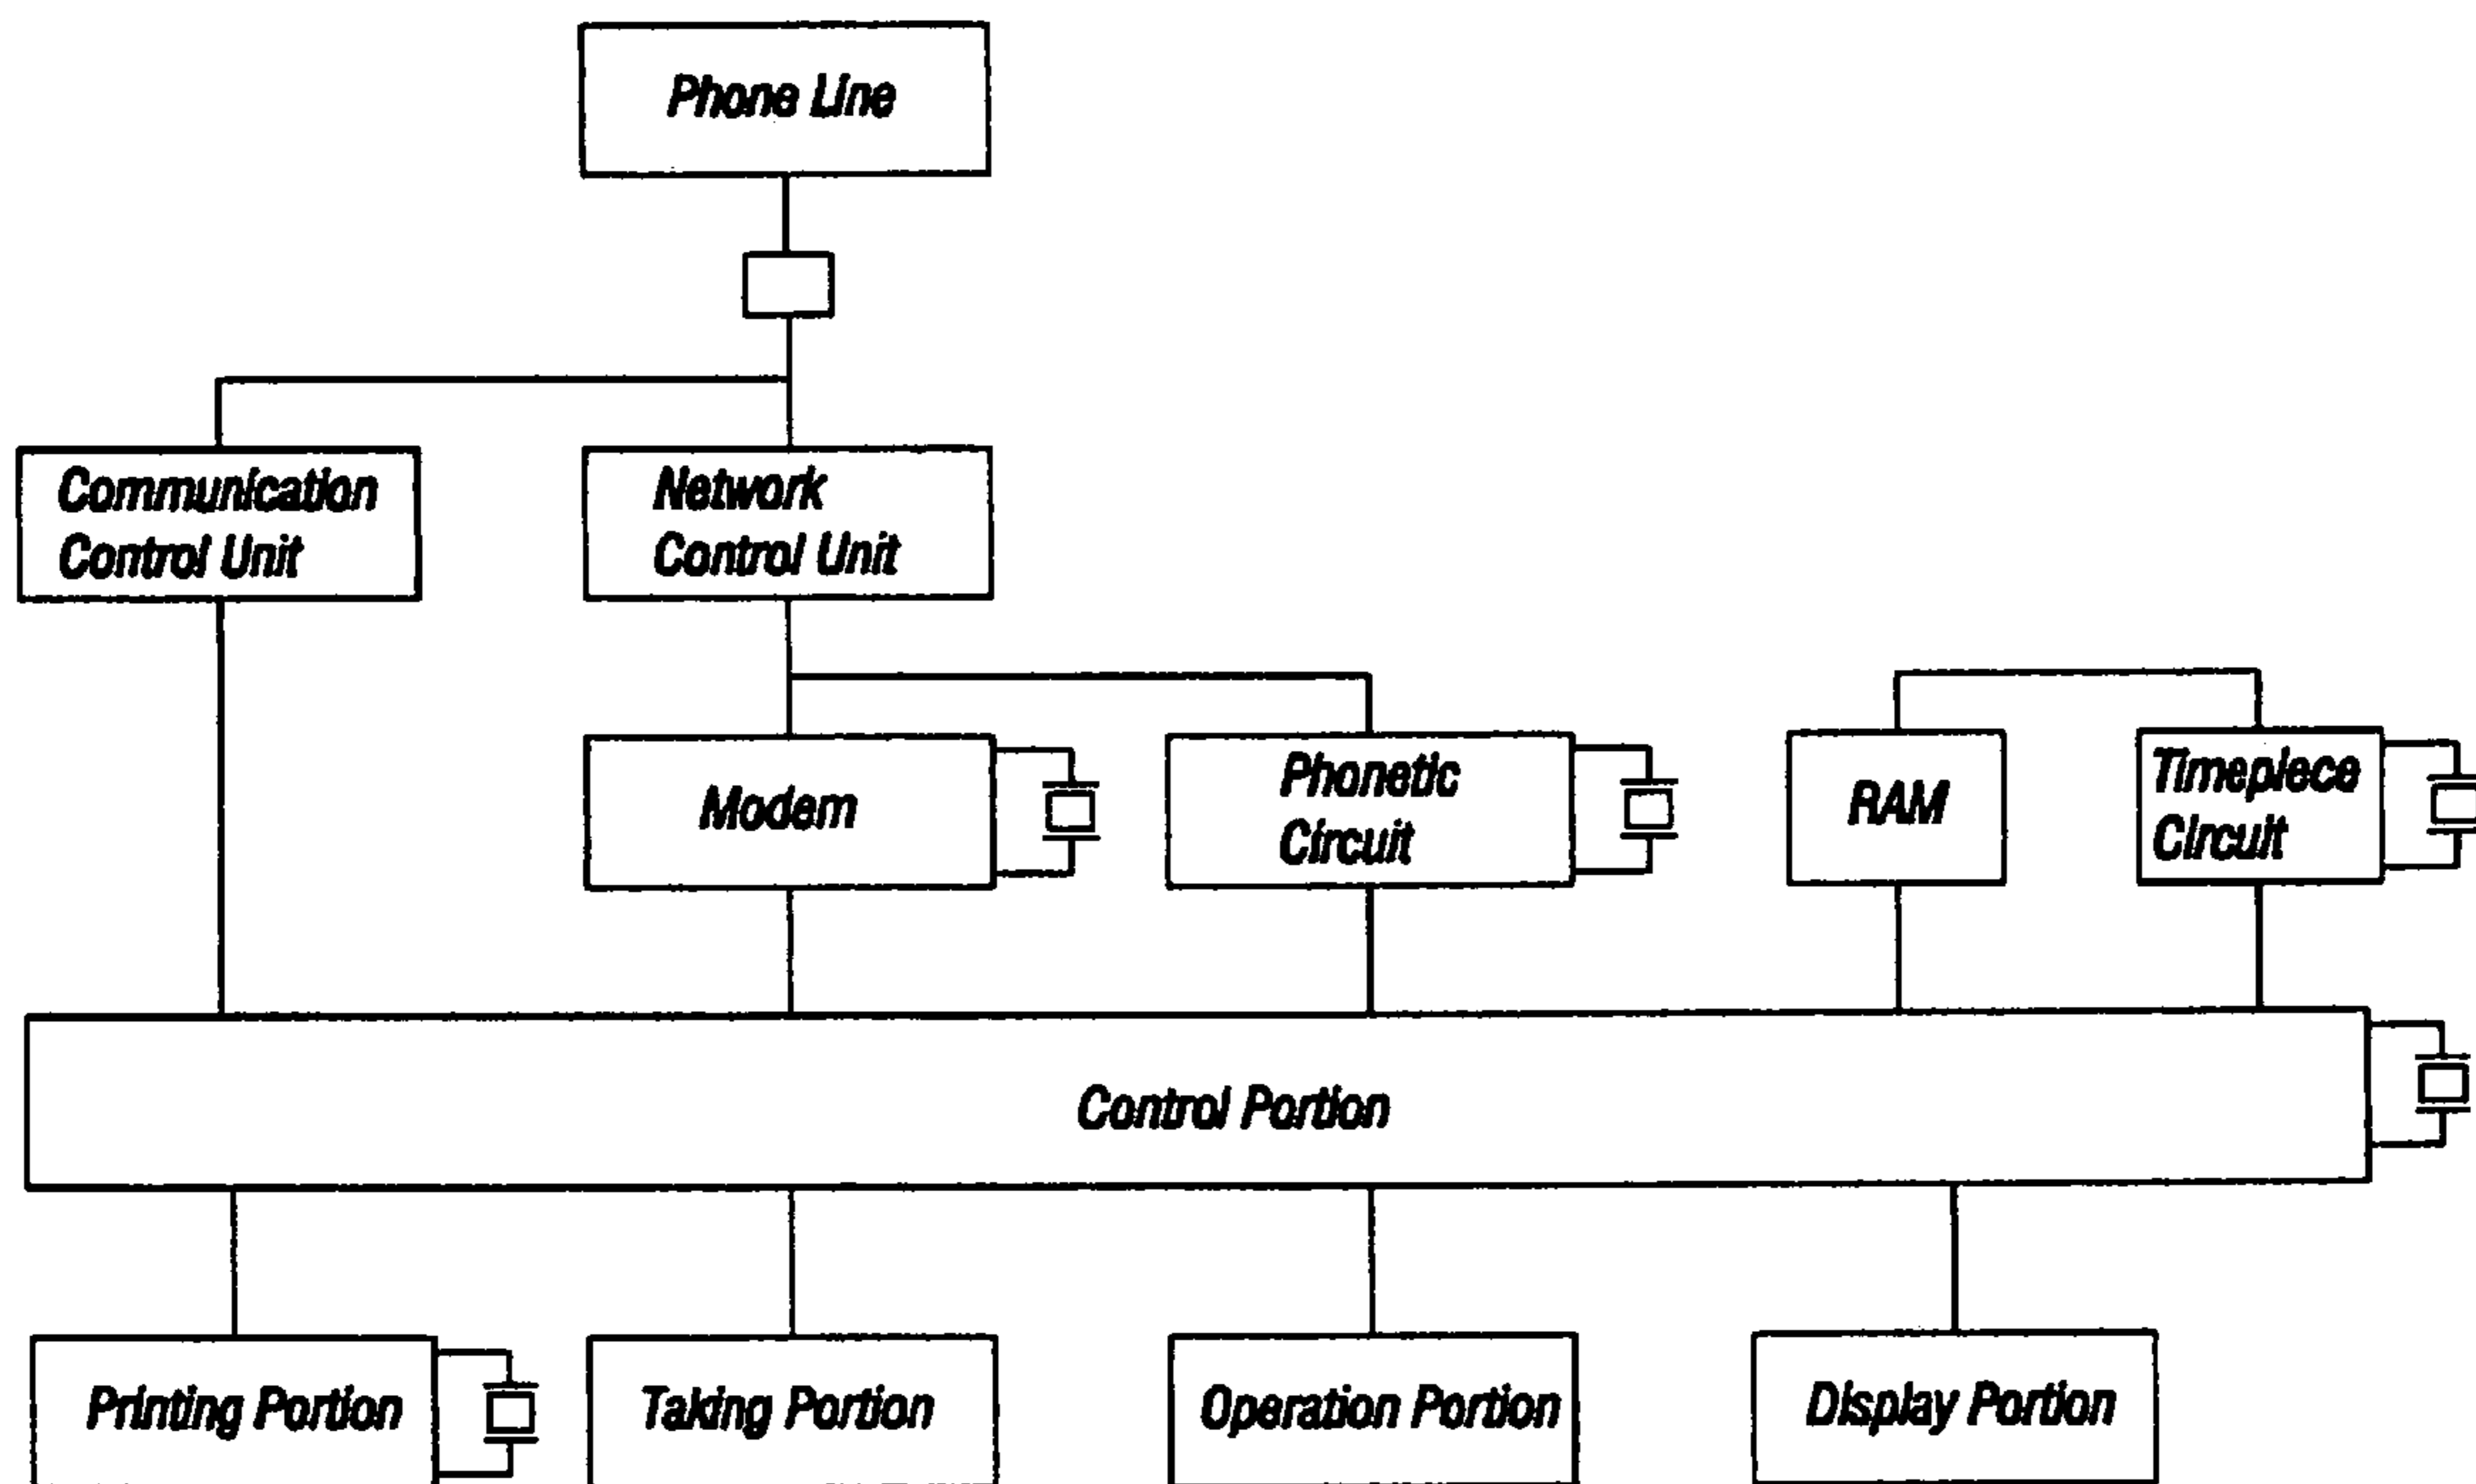 Phone Line
Communication
Control Unit
Network
Control Unit
Modem
Phonetic
Circuit
RAM
Timepiece
Circuit
Control Portion
Printing Portion
Taking Portion
Operation Portion
Display Portion